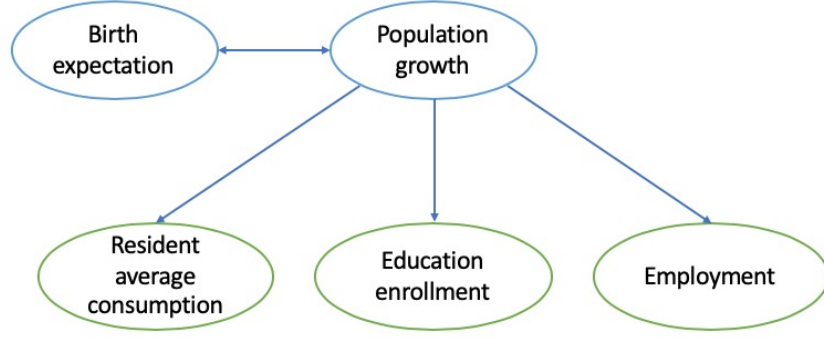 Birth
expectation
Population
growth
Resident
average
consumption
Education
enrollment
Employment